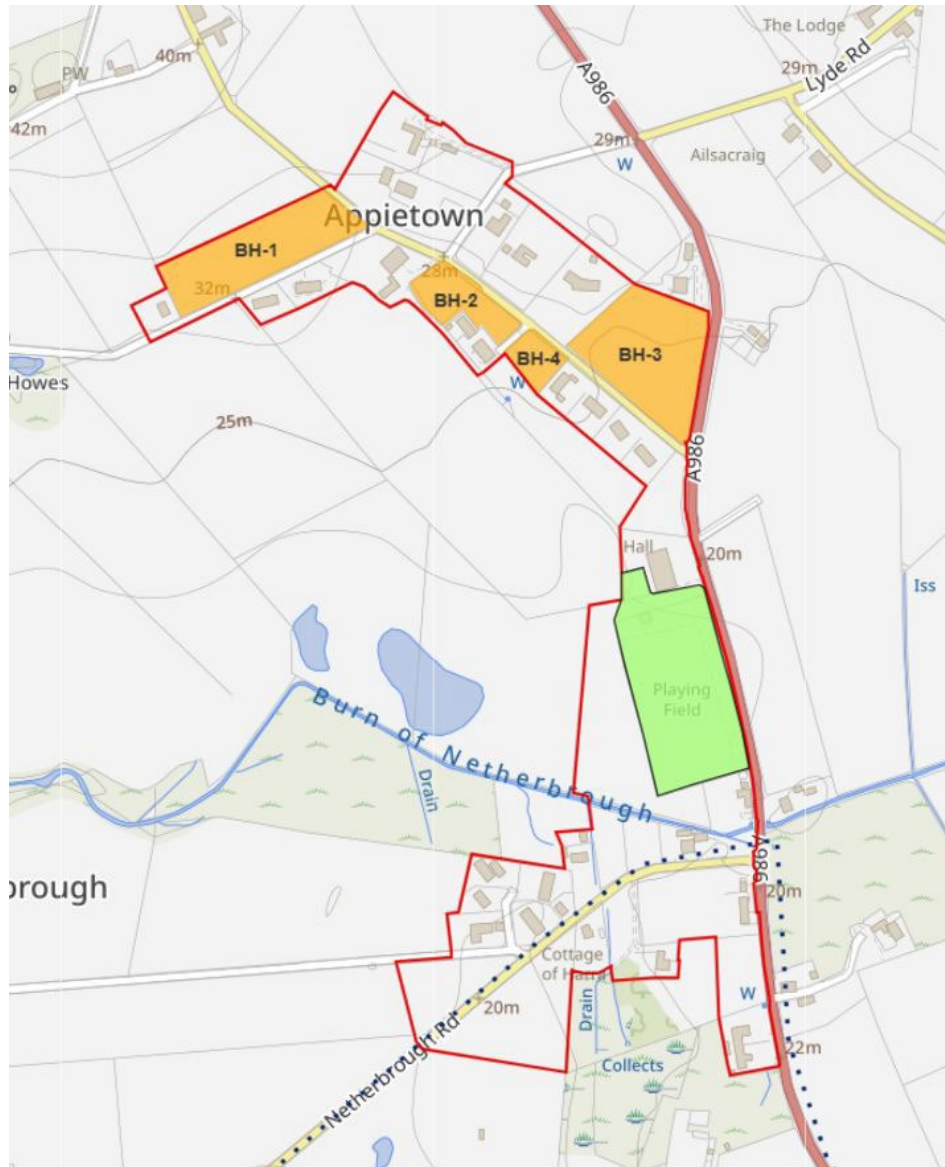 The Lodge
40m
A986
PW
29m
Lyde Rd
42m
29m
W
Ailsacraig
Appietown
BH-1
28m
32m
BH-2
BH-4
BH-3
Howes
W
25m
A986
Hall
20m
Iss
Playing
Field
Burn of Netherbrough
Drain
A986
brough
20m
Cottage
of Harra
20m
Drain
W
Netherbrough Rd
22m
Collects